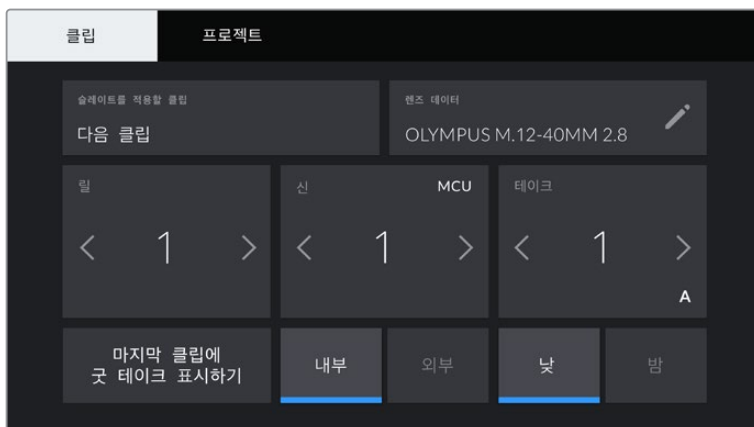 클립 프로젝트
슬레이트를 적용할 클립 렌즈 데이터
다음 클립 OLYMPUS M.12-40MM 2.8
릴 신 MCU 테이크
1 1 1
A
마지막 클립에
굿 테이크 표시하기 내부 외부 낮 밤